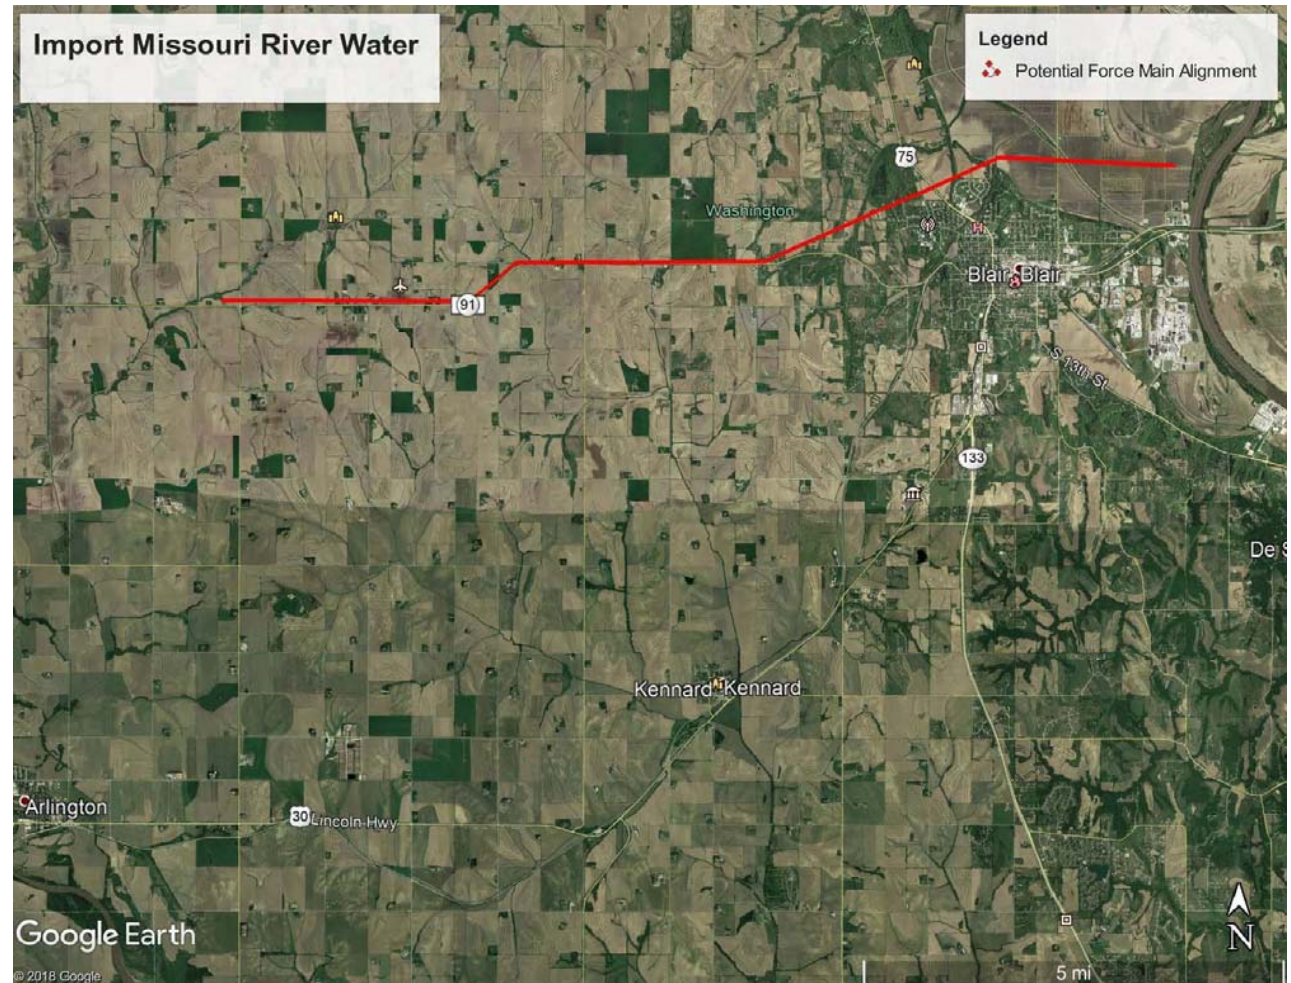 Import Missouri River Water
Legend
Potential Force Main Alignment
75
Washington
H
Blair Blair
91
S 13th St
133
De S
Kennard Kennard
Arlington
30 Lincoln Hwy
Google Earth
N
© 2018 Google
5 mi